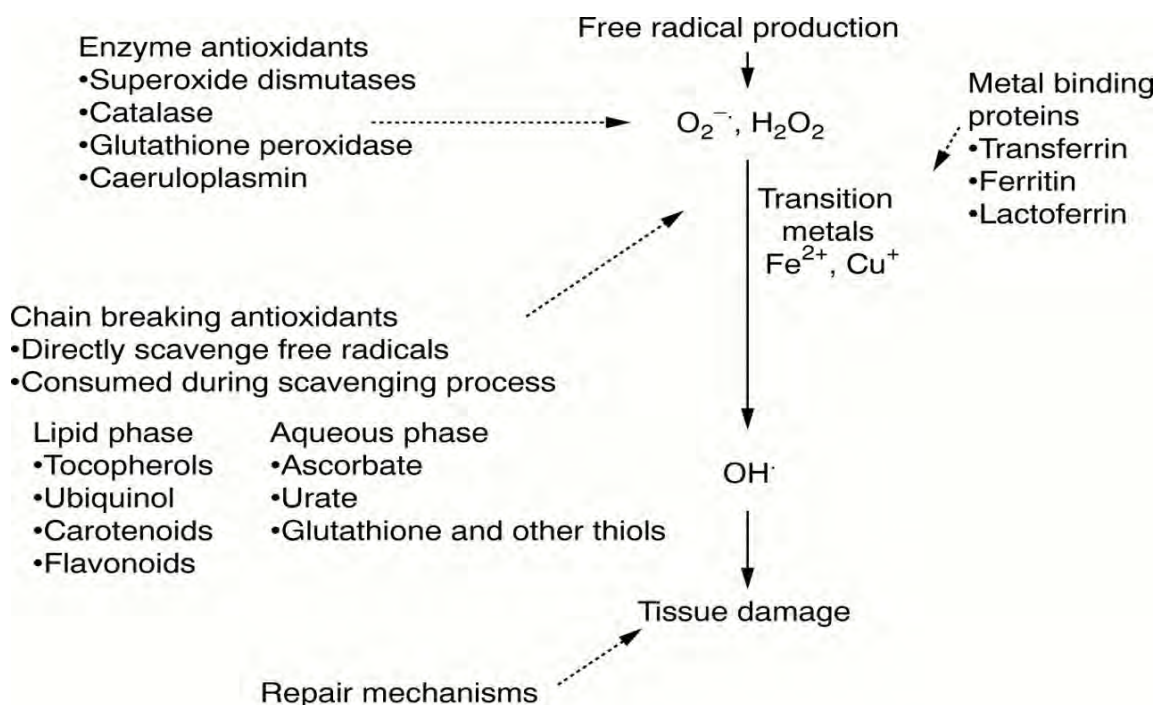 Free radical production
Enzyme antioxidants
•Superoxide dismutases
•Catalase
•Glutathione peroxidase
•Caeruloplasmin
O₂⁻·, H₂O₂
Metal binding
proteins
•Transferrin
•Ferritin
•Lactoferrin
Transition
metals
Fe²⁺, Cu⁺
Chain breaking antioxidants
•Directly scavenge free radicals
•Consumed during scavenging process
Lipid phase
•Tocopherols
•Ubiquinol
•Carotenoids
•Flavonoids
Aqueous phase
•Ascorbate
•Urate
•Glutathione and other thiols
OH·
Tissue damage
Repair mechanisms